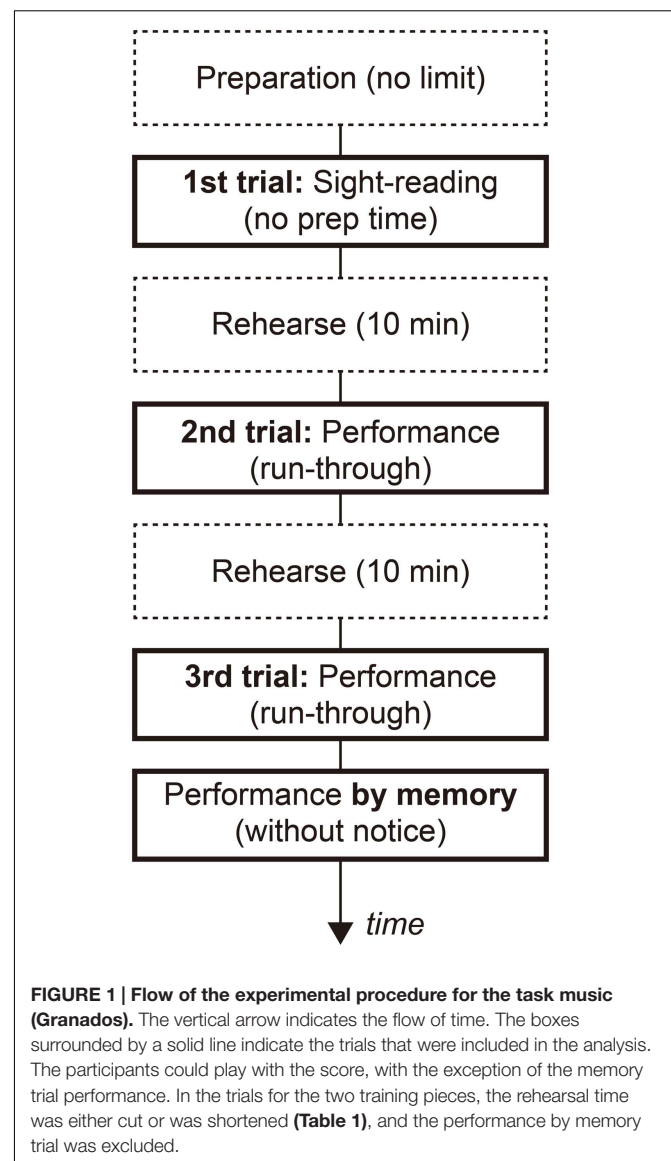 Preparation (no limit)
1st trial: Sight-reading
(no prep time)
Rehearse (10 min)
2nd trial: Performance
(run-through)
Rehearse (10 min)
3rd trial: Performance
(run-through)
Performance by memory
(without notice)
time
FIGURE 1 | Flow of the experimental procedure for the task music
(Granados). The vertical arrow indicates the flow of time. The boxes
surrounded by a solid line indicate the trials that were included in the analysis.
The participants could play with the score, with the exception of the memory
trial performance. In the trials for the two training pieces, the rehearsal time
was either cut or was shortened (Table 1), and the performance by memory
trial was excluded.